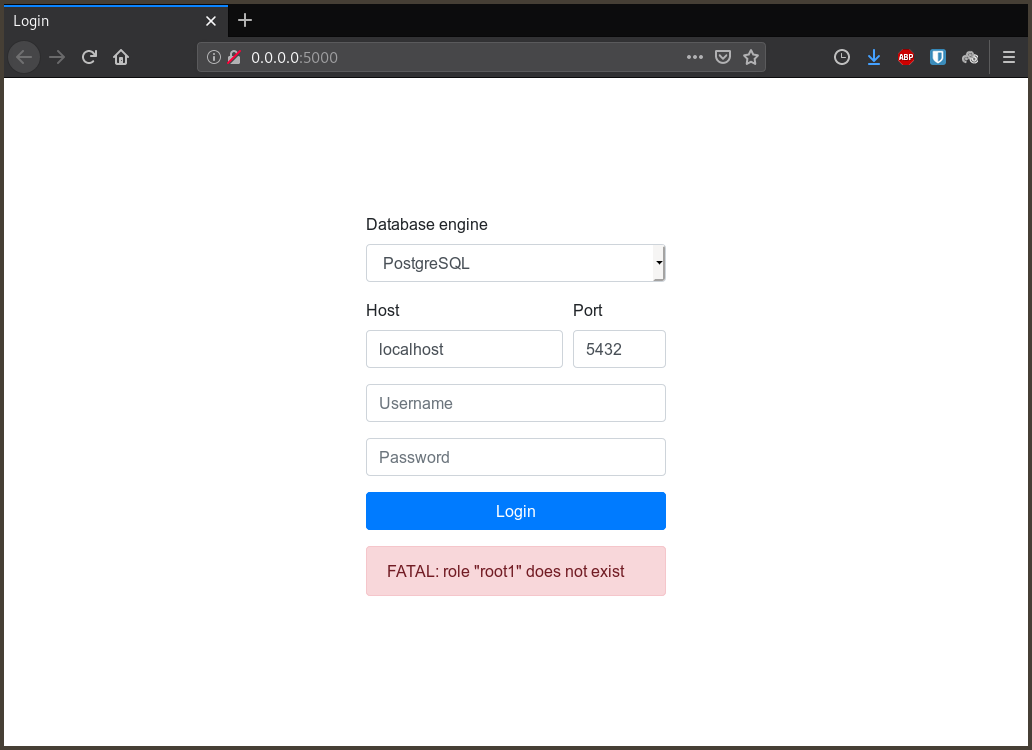 Login
0.0.0.0:5000
ABP
Database engine
PostgreSQL
Host Port
localhost 5432
Username
Password
Login
FATAL: role "root1" does not exist